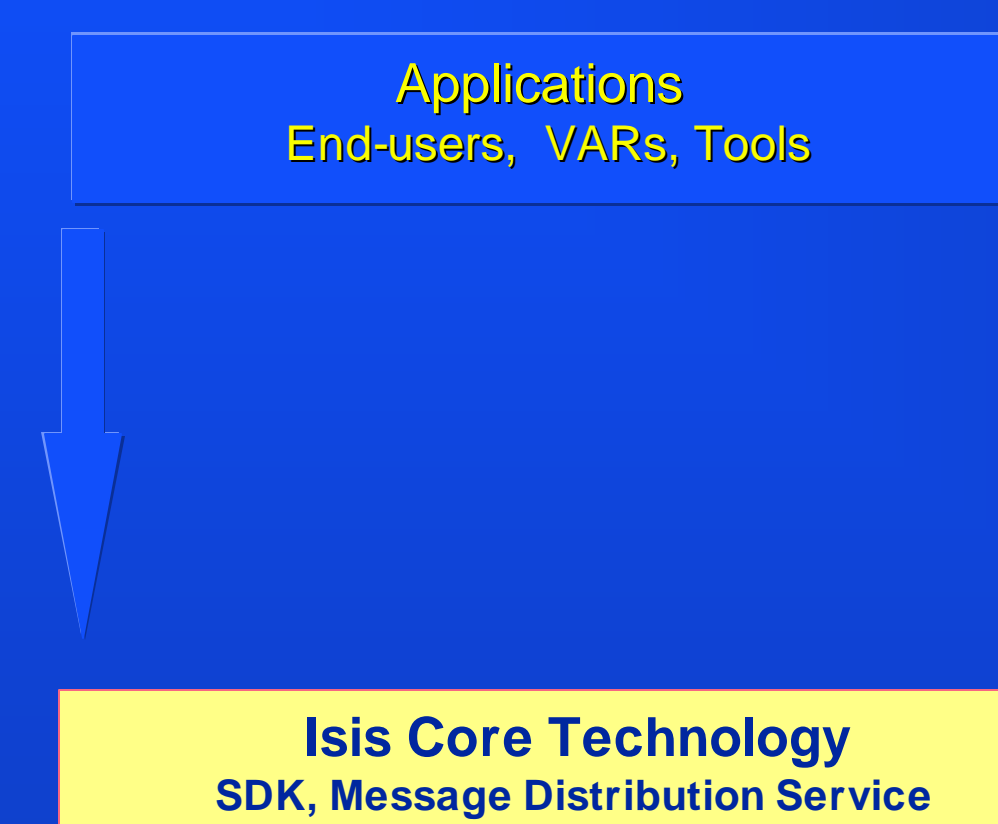 Applications
End-users, VARs, Tools
Isis Core Technology
SDK, Message Distribution Service